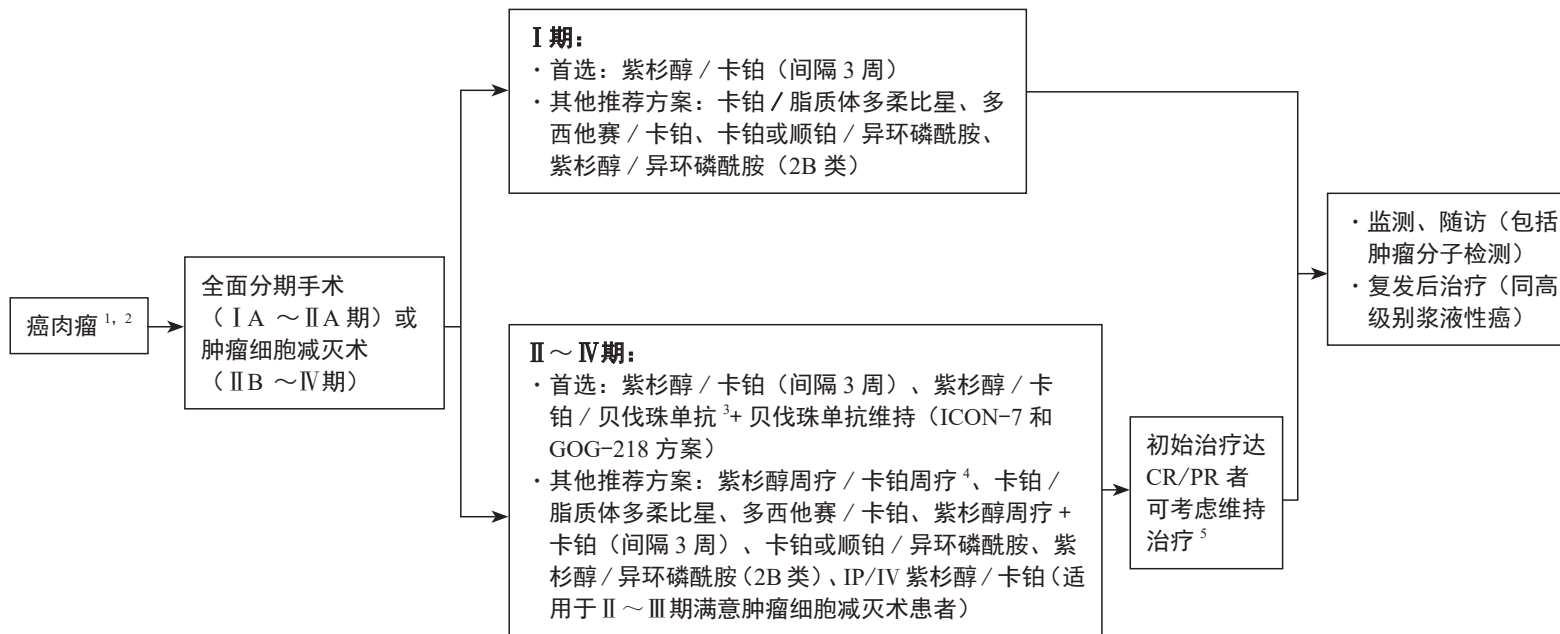 癌肉瘤 1, 2
全面分期手术
（ⅠA ～ⅡA 期）或
肿瘤细胞减灭术
（ⅡB ～Ⅳ期）
Ⅰ期：
·首选：紫杉醇 / 卡铂（间隔 3 周）
·其他推荐方案：卡铂 / 脂质体多柔比星、多
西他赛 / 卡铂、卡铂或顺铂 / 异环磷酰胺、
紫杉醇 / 异环磷酰胺（2B 类）
Ⅱ～Ⅳ期：
·首选：紫杉醇 / 卡铂（间隔 3 周）、紫杉醇 / 卡
铂 / 贝伐珠单抗 3+ 贝伐珠单抗维持（ICON-7 和
GOG-218 方案）
·其他推荐方案：紫杉醇周疗 / 卡铂周疗 4、卡铂 /
脂质体多柔比星、多西他赛 / 卡铂、紫杉醇周疗 +
卡铂（间隔 3 周）、卡铂或顺铂 / 异环磷酰胺、紫
杉醇 / 异环磷酰胺（2B 类）、IP/IV 紫杉醇 / 卡铂（适
用于Ⅱ～Ⅲ期满意肿瘤细胞减灭术患者）
初始治疗达
CR/PR 者
可考虑维持
治疗 5
·监测、随访（包括
肿瘤分子检测）
·复发后治疗（同高
级别浆液性癌）